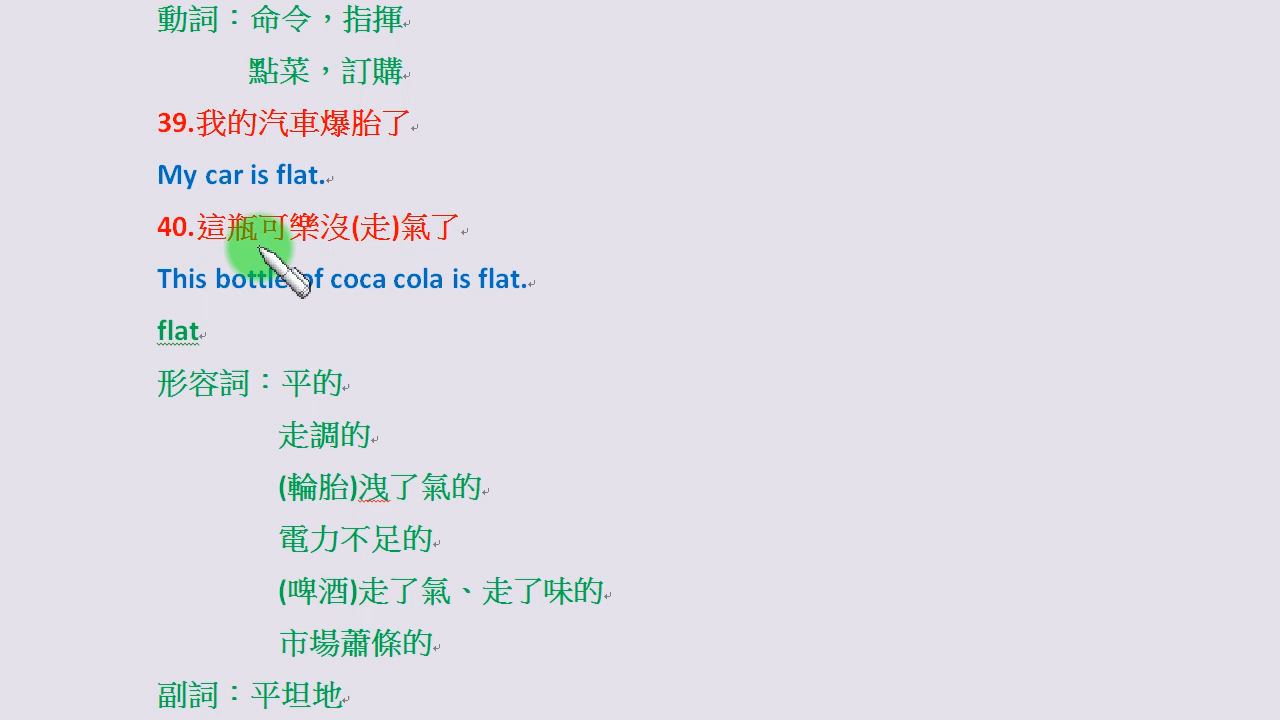 動詞：命令，指揮
點菜，訂購
39.我的汽車爆胎了
My car is flat.
40.這瓶可樂沒(走)氣了
This bottle of coca cola is flat.
flat
形容詞：平的
走調的
(輪胎)洩了氣的
電力不足的
(啤酒)走了氣、走了味的
市場蕭條的
副詞：平坦地